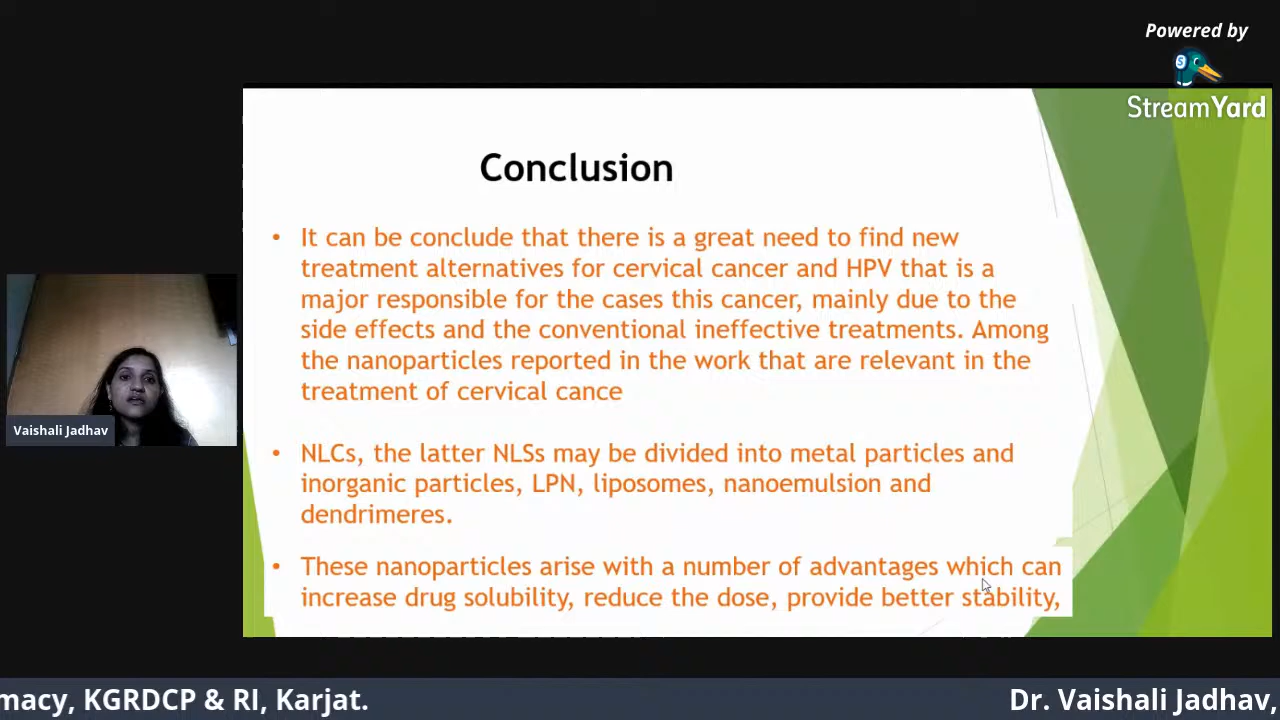 Powered by
StreamYard
Conclusion
• It can be conclude that there is a great need to find new
treatment alternatives for cervical cancer and HPV that is a
major responsible for the cases this cancer, mainly due to the
side effects and the conventional ineffective treatments. Among
the nanoparticles reported in the work that are relevant in the
treatment of cervical cance
• NLCs, the latter NLSs may be divided into metal particles and
inorganic particles, LPN, liposomes, nanoemulsion and
dendrimeres.
• These nanoparticles arise with a number of advantages which can
increase drug solubility, reduce the dose, provide better stability,
Vaishali Jadhav
macy, KGRDCP & RI, Karjat.
Dr. Vaishali Jadhav,